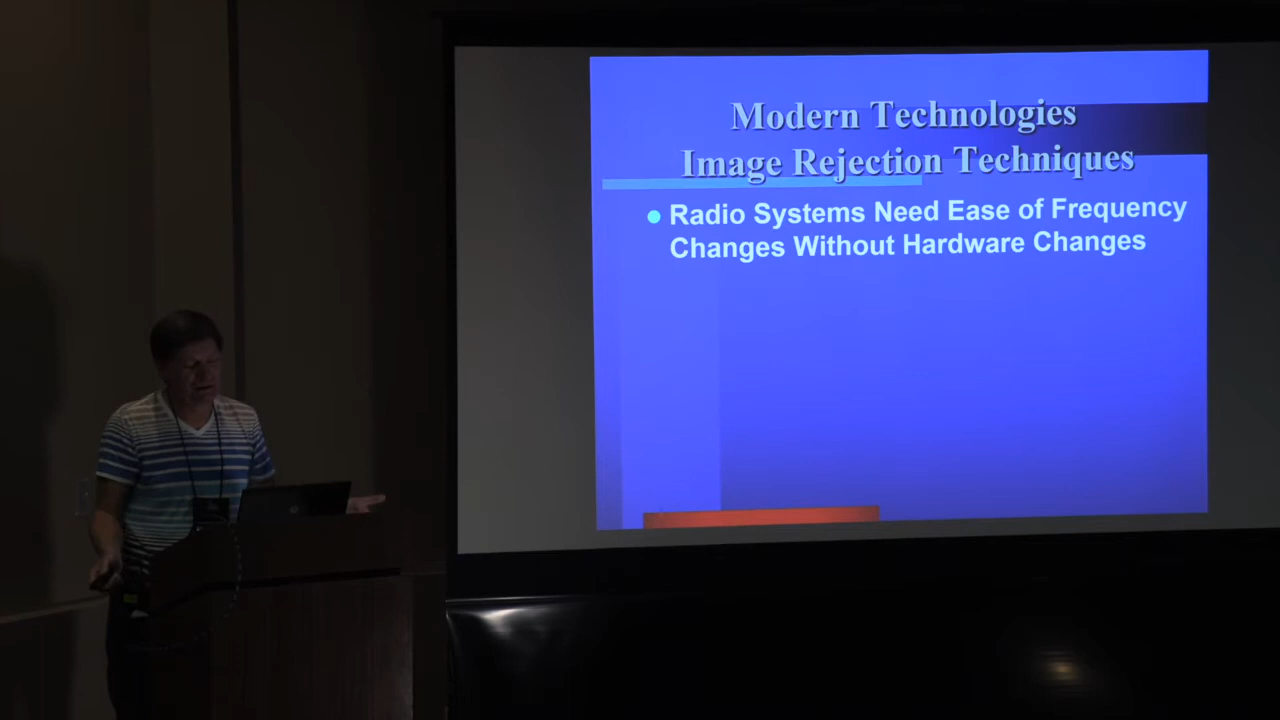 Modern Technologies
Image Rejection Techniques
Radio Systems Need Ease of Frequency
Changes Without Hardware Changes